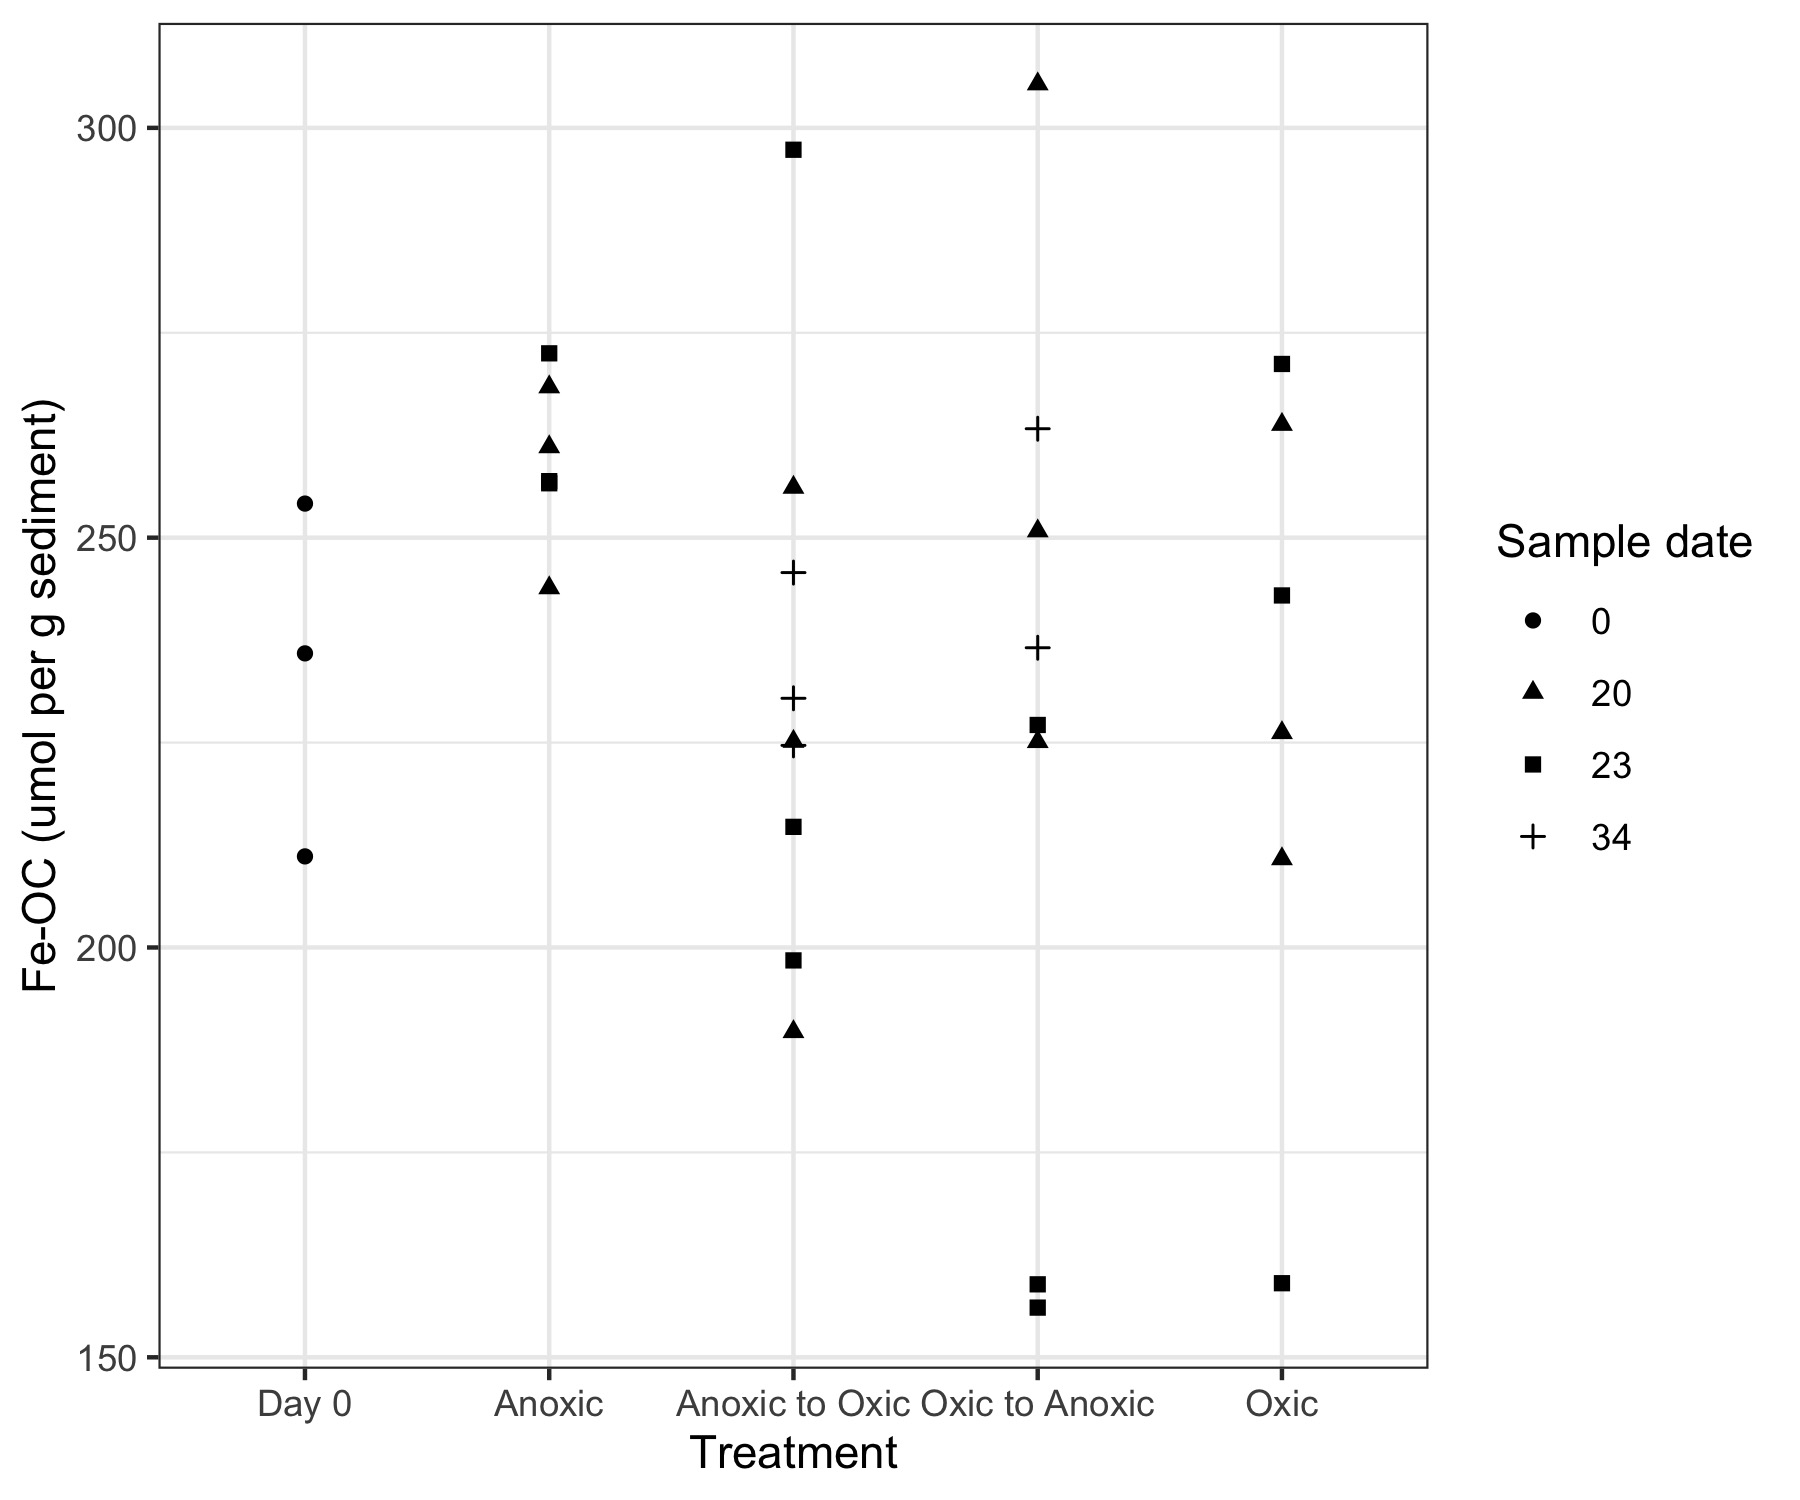 Fe-OC (umol per g sediment)
300
250
200
150
Day 0
Anoxic
Anoxic to Oxic
Oxic to Anoxic
Oxic
Treatment
Sample date
0
20
23
34